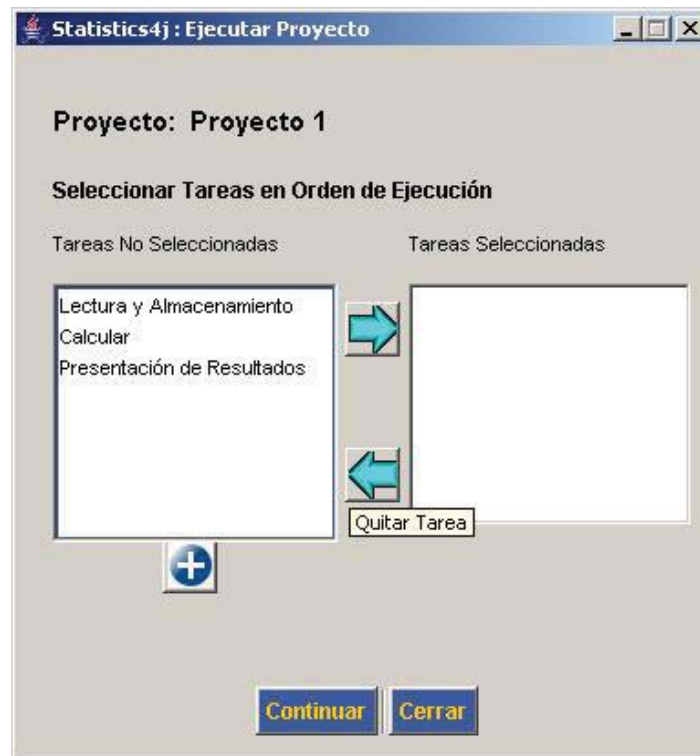 Statistics4j : Ejecutar Proyecto
Proyecto: Proyecto 1
Seleccionar Tareas en Orden de Ejecución
Tareas No Seleccionadas
Tareas Seleccionadas
Lectura y Almacenamiento
Calcular
Presentación de Resultados
Quitar Tarea
Continuar
Cerrar